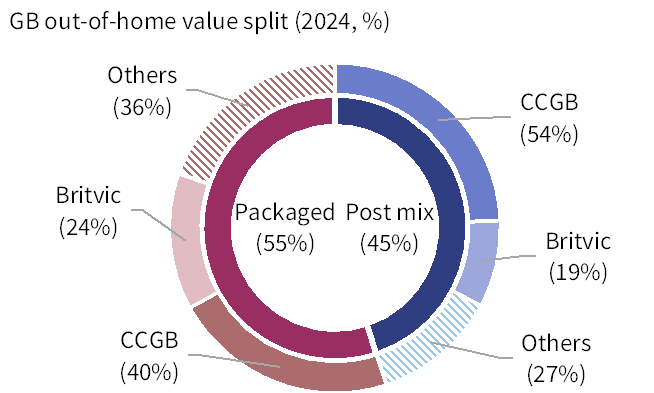 GB out-of-home value split (2024, %)
Others
(36%)
CCGB
(54%)
Britvic
(24%)
Packaged
(55%)
Post mix
(45%)
Britvic
(19%)
CCGB
(40%)
Others
(27%)